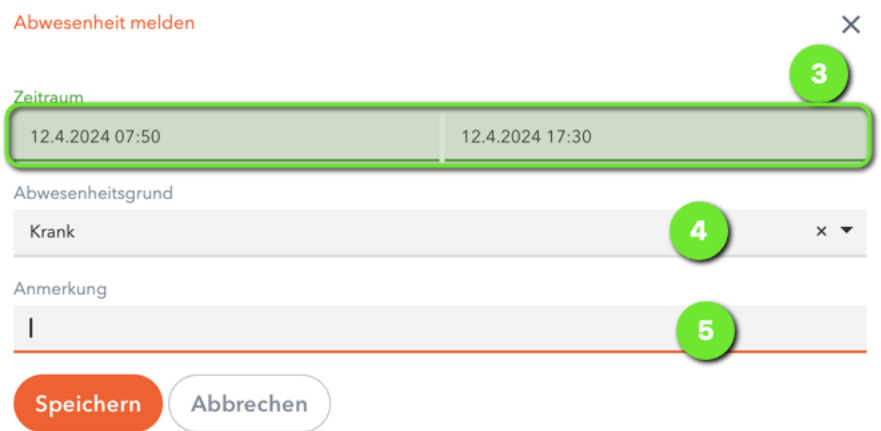 Abwesenheit melden
3
Zeitraum
12.4.2024 07:50 12.4.2024 17:30
Abwesenheitsgrund
Krank 4
Anmerkung
5
Speichern Abbrechen